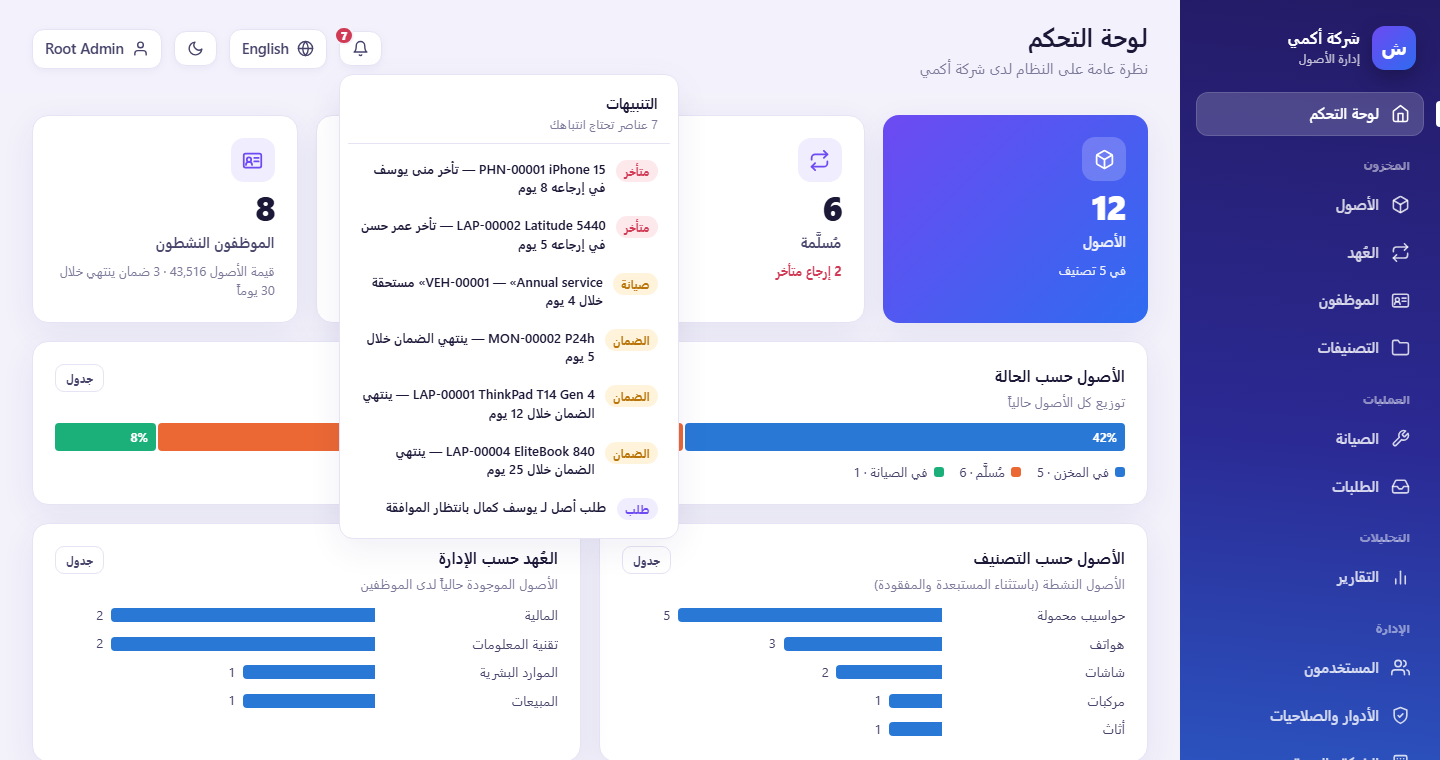 شركة أكمي
إدارة الأصول
ش
لوحة التحكم
المخزون
الأصول
العُهد
الموظفون
التصنيفات
العمليات
الصيانة
الطلبات
التحليلات
التقارير
الإدارة
المستخدمون
الأدوار والصلاحيات
لوحة التحكم
نظرة عامة على النظام لدى شركة أكمي
7
English
Root Admin
التنبيهات
7 عناصر تحتاج انتباهك
متأخر
PHN-00001 iPhone 15 — تأخر منى يوسف
في إرجاعه 8 يوم
متأخر
LAP-00002 Latitude 5440 — تأخر عمر حسن
في إرجاعه 5 يوم
صيانة
VEH-00001 — «Annual service» مستحقة
خلال 4 يوم
الضمان
MON-00002 P24h — ينتهي الضمان خلال
5 يوم
الضمان
LAP-00001 ThinkPad T14 Gen 4 — ينتهي
الضمان خلال 12 يوم
الضمان
LAP-00004 EliteBook 840 — ينتهي
الضمان خلال 25 يوم
طلب
طلب أصل لـ يوسف كمال بانتظار الموافقة
12
الأصول
في 5 تصنيف
6
مُسلَّمة
2 إرجاع متأخر
8
الموظفون النشطون
قيمة الأصول 43,516 · 3 ضمان ينتهي خلال
30 يوماً
الأصول حسب الحالة
توزيع كل الأصول حالياً
جدول
42%
8%
في المخزن · 5
مُسلَّم · 6
في الصيانة · 1
الأصول حسب التصنيف
الأصول النشطة (باستثناء المستبعدة والمفقودة)
جدول
حواسيب محمولة 5
هواتف 3
شاشات 2
مركبات 1
أثاث 1
العُهد حسب الإدارة
الأصول الموجودة حالياً لدى الموظفين
جدول
المالية 2
تقنية المعلومات 2
الموارد البشرية 1
المبيعات 1